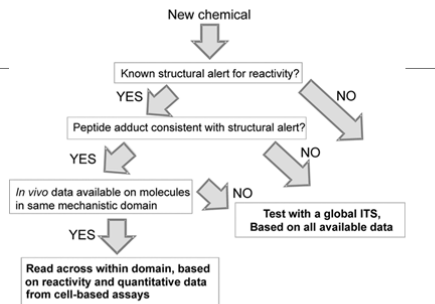 New chemical
Known structural alert for reactivity?
YES
NO
Peptide adduct consistent with structural alert?
YES
NO
In vivo data available on molecules
in same mechanistic domain
NO
Test with a global ITS,
Based on all available data
YES
Read across within domain, based
on reactivity and quantitative data
from cell-based assays